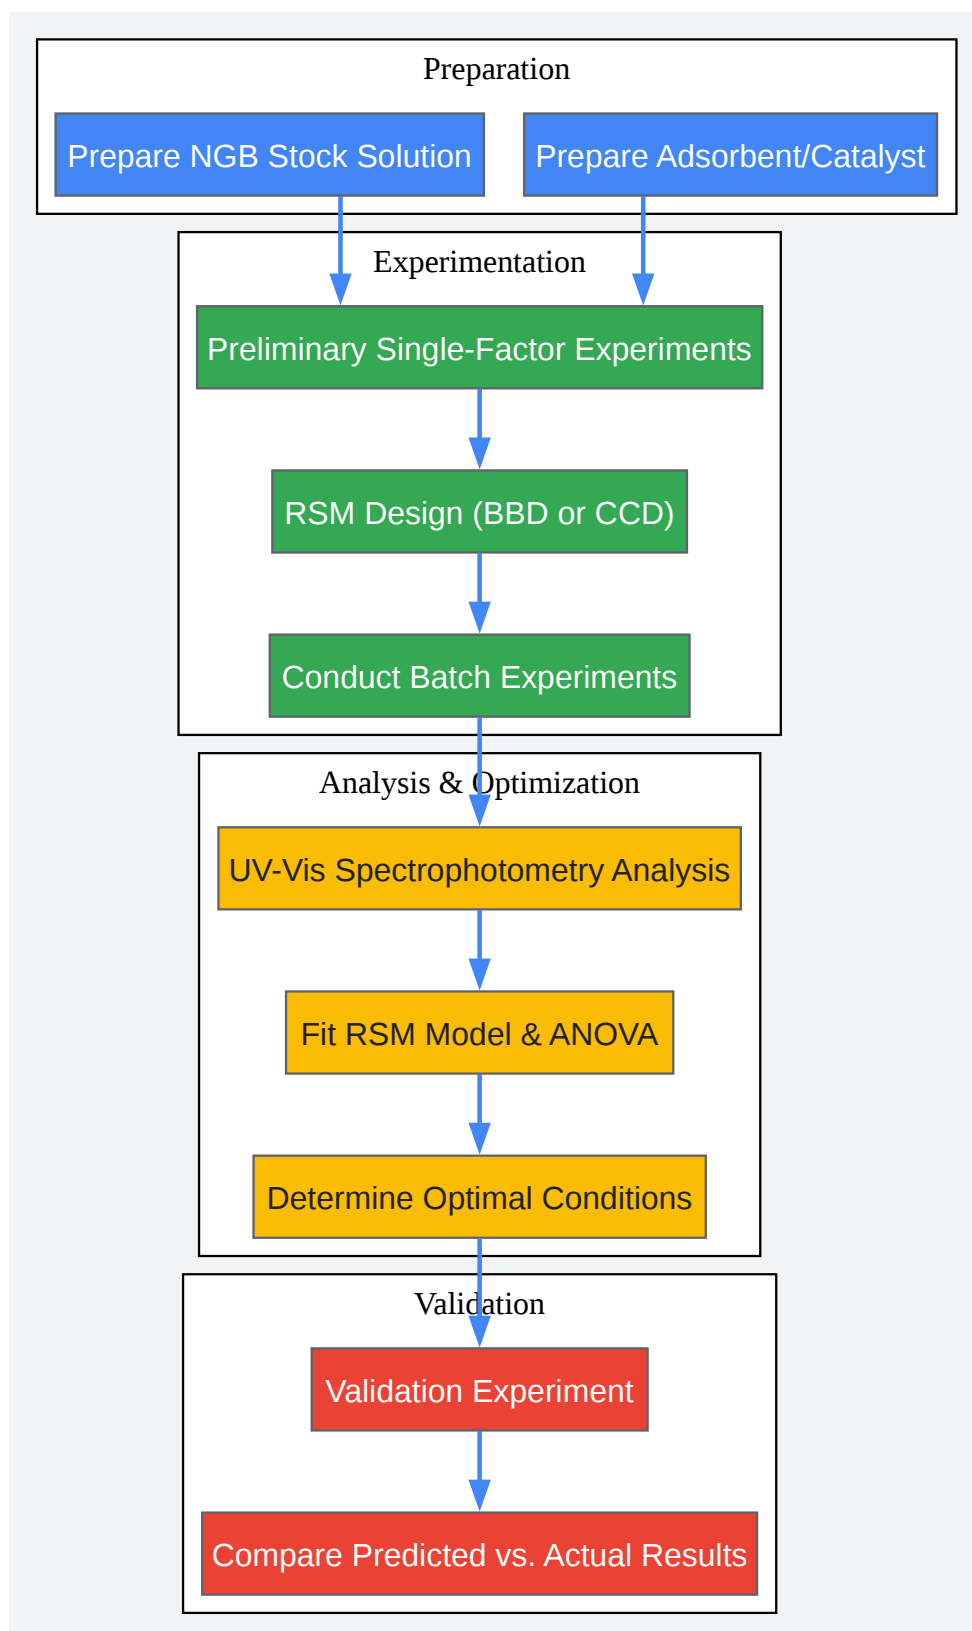 Preparation
Prepare NGB Stock Solution
Prepare Adsorbent/Catalyst
Experimentation
Preliminary Single-Factor Experiments
RSM Design (BBD or CCD)
Conduct Batch Experiments
Analysis & Optimization
UV-Vis Spectrophotometry Analysis
Fit RSM Model & ANOVA
Determine Optimal Conditions
Validation
Validation Experiment
Compare Predicted vs. Actual Results